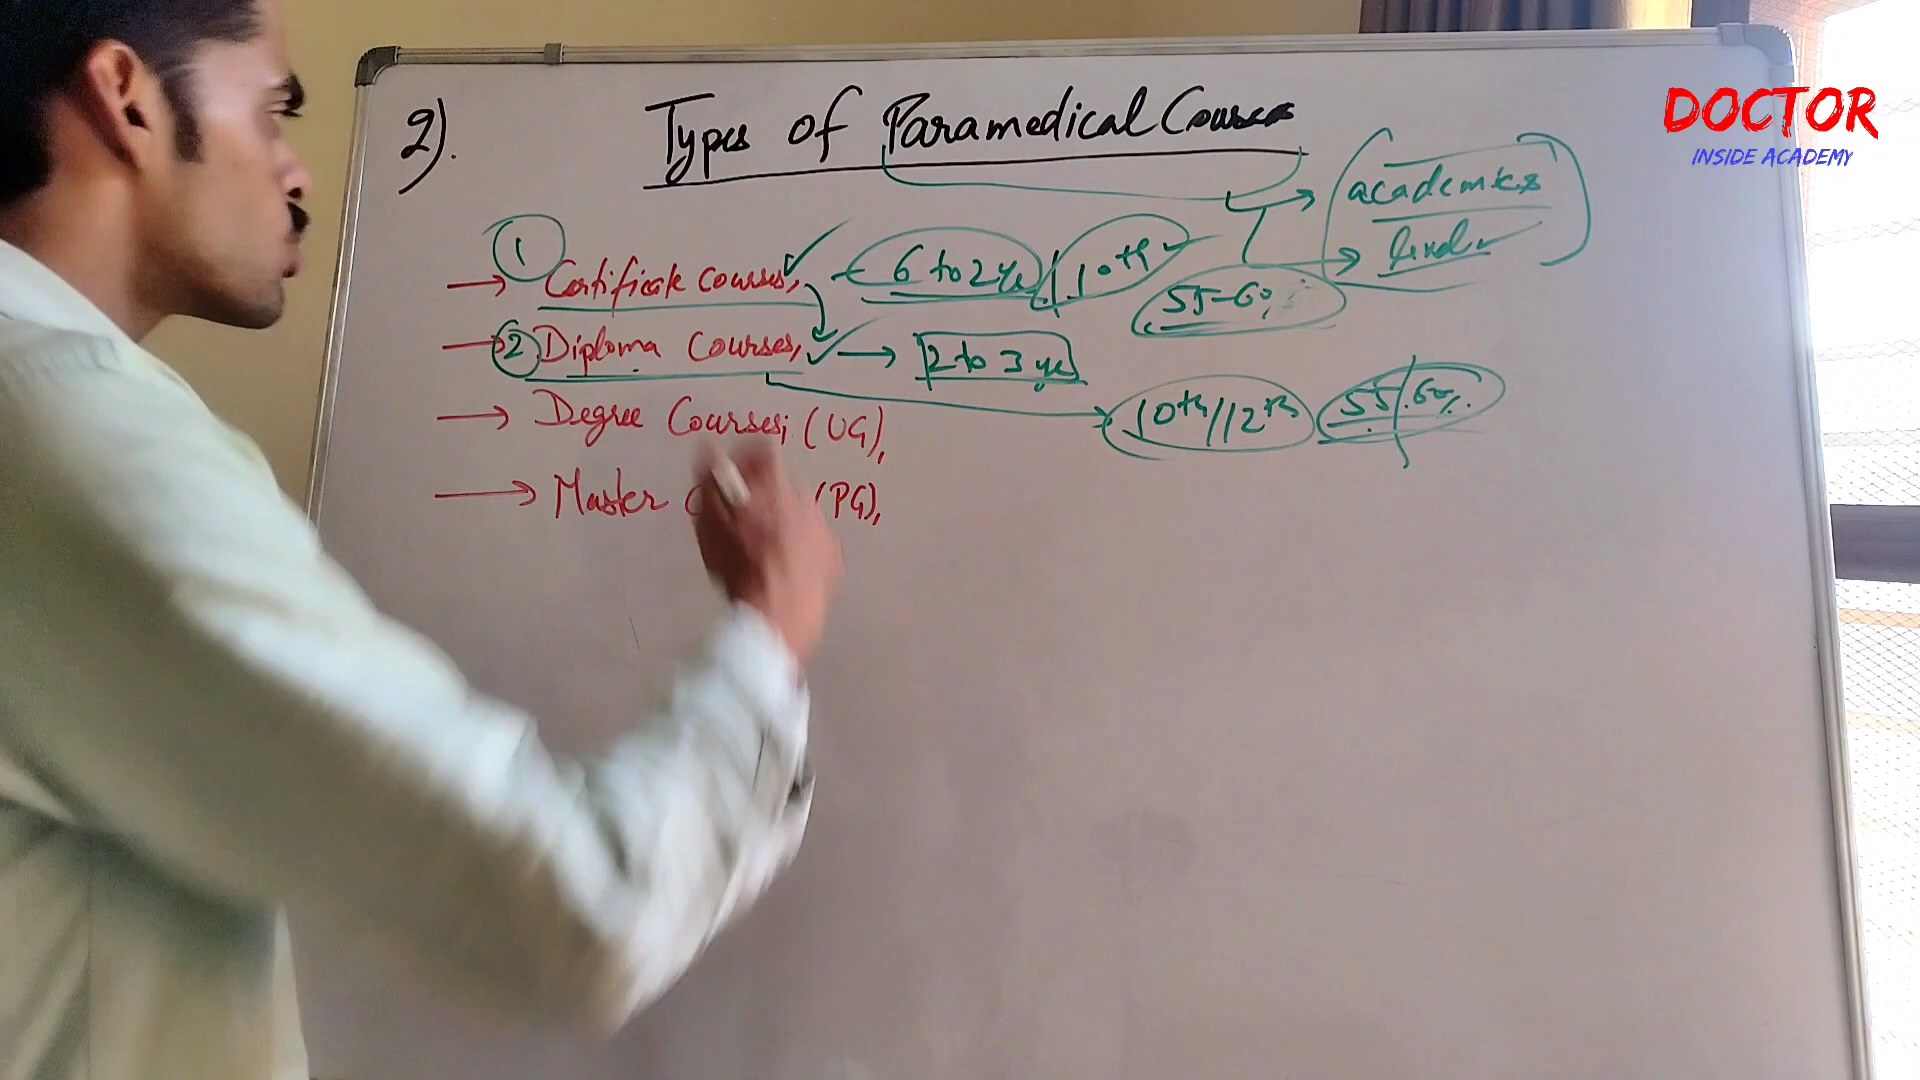 2).
Types of Paramedical Courses
DOCTOR
INSIDE ACADEMY
academics
level
1
→ Certificate courses, 6 to 2 yrs / 10th
55-60%
→ 2 Diploma Courses, → 2 to 3 yrs
→ Degree Courses; (UG),
10th/12th 55/60%
→ Master (PG),